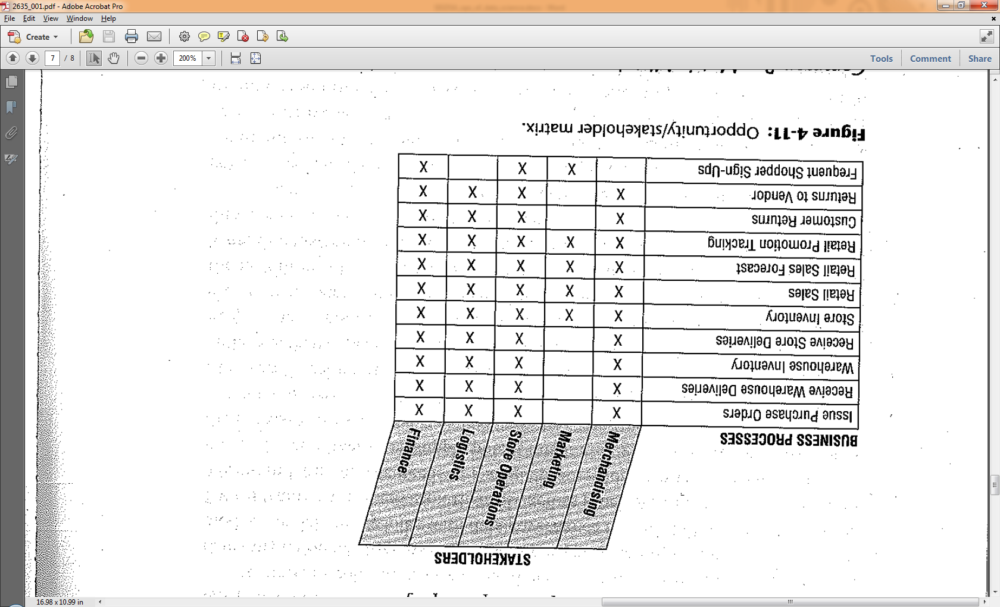 2635_001.pdf - Adobe Acrobat Pro
File Edit View Window Help
Create
7 / 8 200% Tools Comment Share
STAKEHOLDERS
BUSINESS PROCESSES Merchandising Marketing Store Operations Logistics Finance
Issue Purchase Orders X X X X
Receive Warehouse Deliveries X X X X
Warehouse Inventory X X X X
Receive Store Deliveries X X X X
Store Inventory X X X X X
Retail Sales X X X X X
Retail Sales Forecast X X X X X
Retail Promotion Tracking X X X X X
Customer Returns X X X X
Returns to Vendor X X X X
Frequent Shopper Sign-Ups X X X
Figure 4-11: Opportunity/stakeholder matrix.
16.98 x 10.99 in